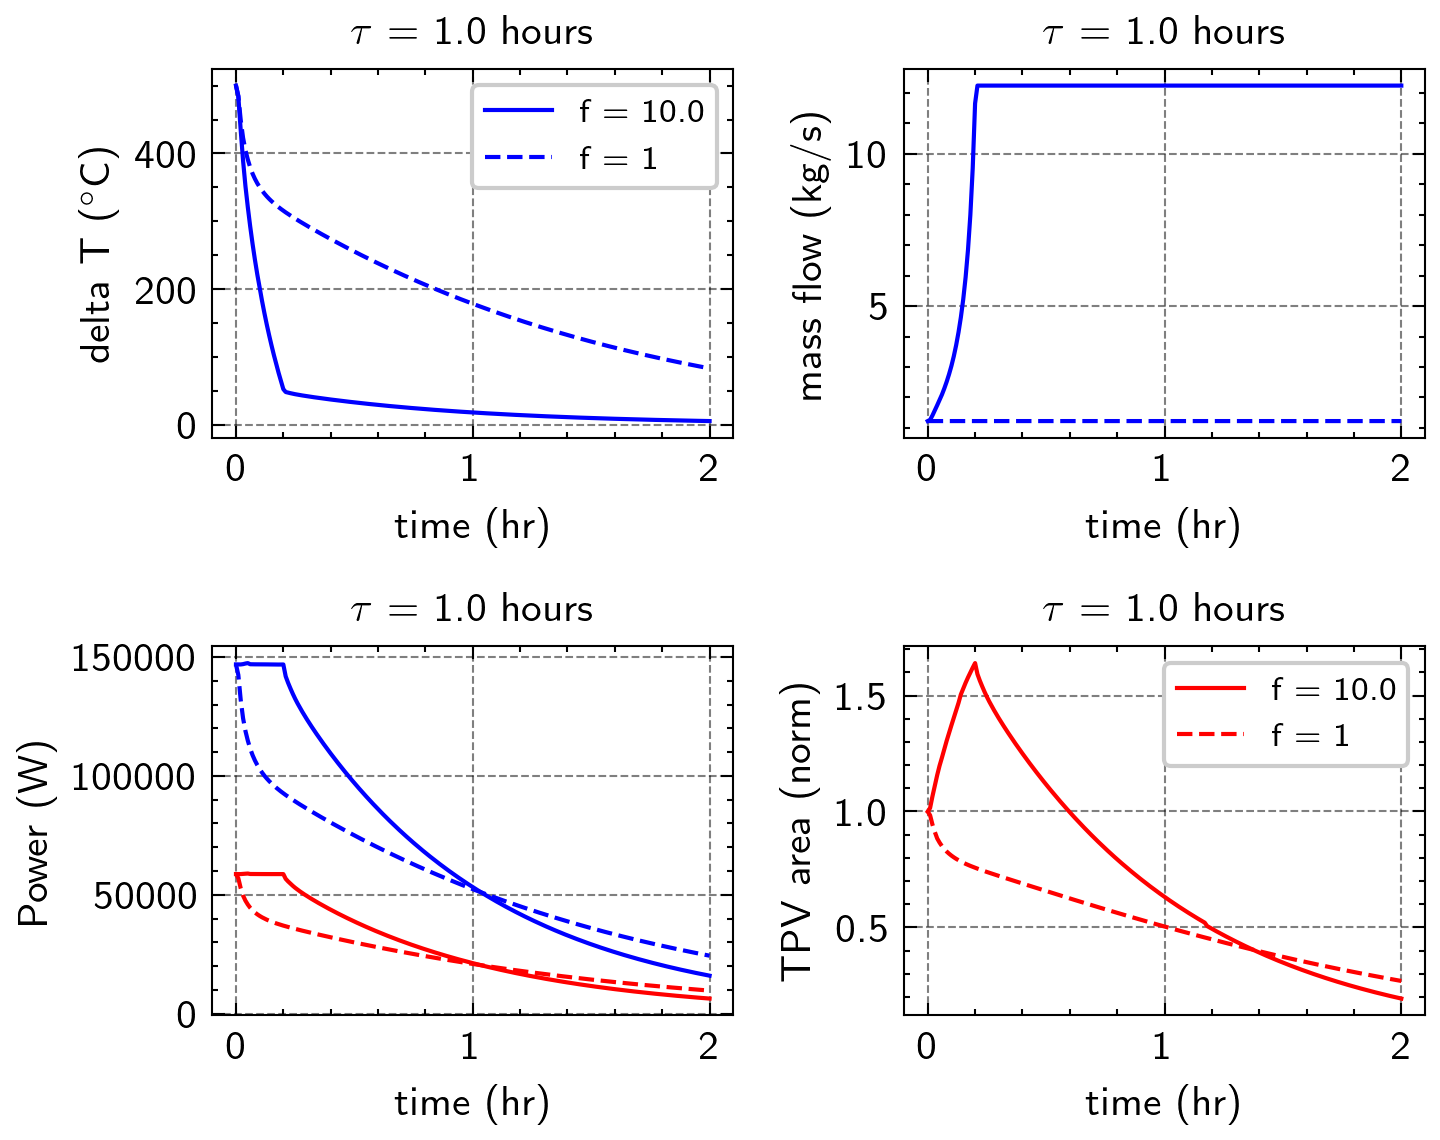 τ = 1.0 hours
delta T (°C)
400
200
0
f = 10.0
f = 1
0
1
2
time (hr)
τ = 1.0 hours
mass flow (kg/s)
10
5
0
1
2
time (hr)
τ = 1.0 hours
Power (W)
150000
100000
50000
0
0
1
2
time (hr)
τ = 1.0 hours
TPV area (norm)
1.5
1.0
0.5
f = 10.0
f = 1
0
1
2
time (hr)